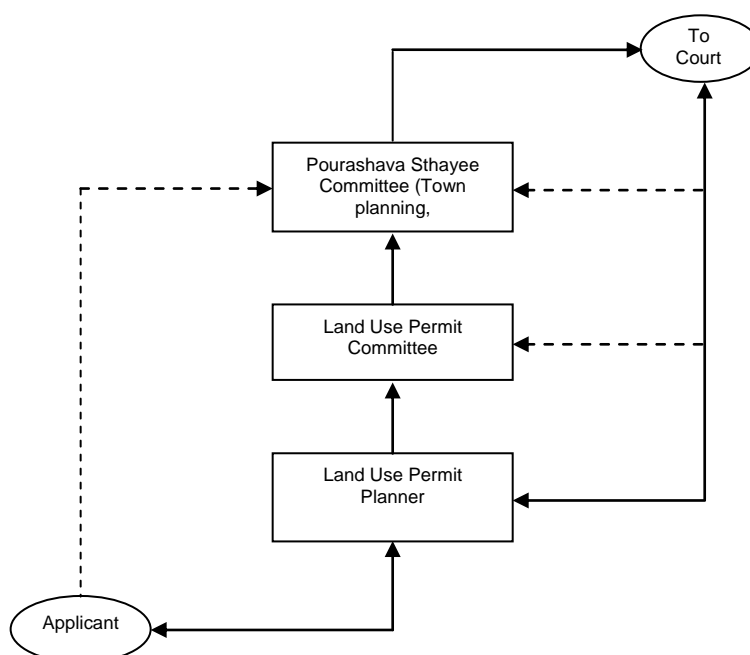 To
Court
Pourashava Sthayee
Committee (Town
planning,
Land Use Permit
Committee
Land Use Permit
Planner
Applicant